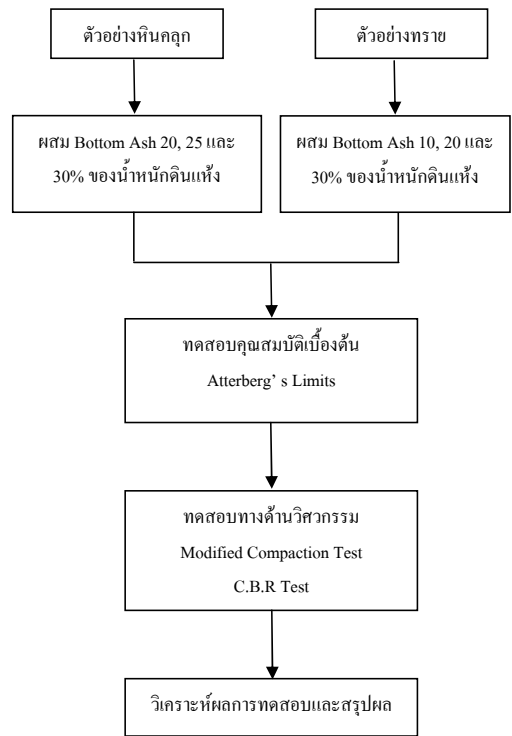 ตัวอย่างหินคลุก
ตัวอย่างทราย
ผสม Bottom Ash 20, 25 และ
30% ของน้ำหนักดินแห้ง
ผสม Bottom Ash 10, 20 และ
30% ของน้ำหนักดินแห้ง
ทดสอบคุณสมบัติเบื้องต้น
Atterberg’ s Limits
ทดสอบทางด้านวิศวกรรม
Modified Compaction Test
C.B.R Test
วิเคราะห์ผลการทดสอบและสรุปผล